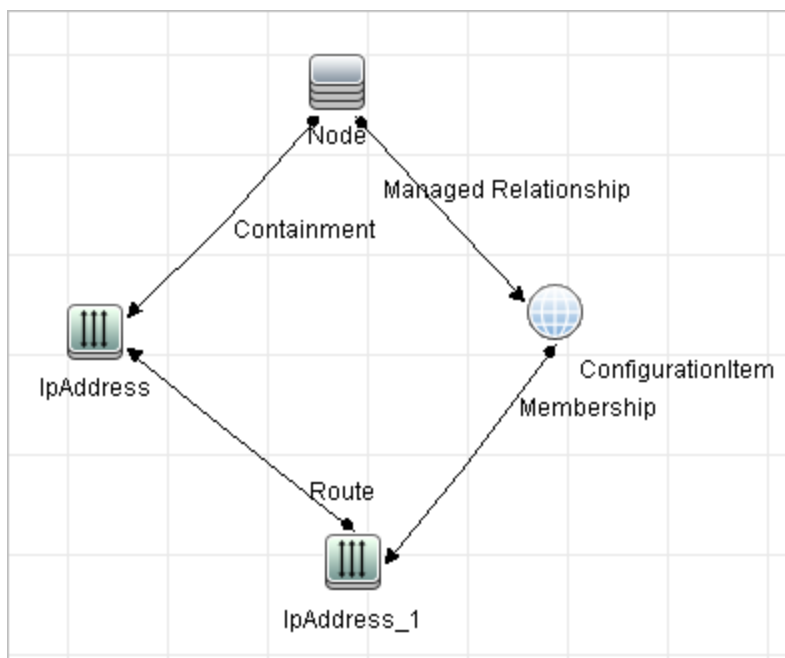 Node
Managed Relationship
Containment
ConfigurationItem
IpAddress
Membership
Route
IpAddress_1